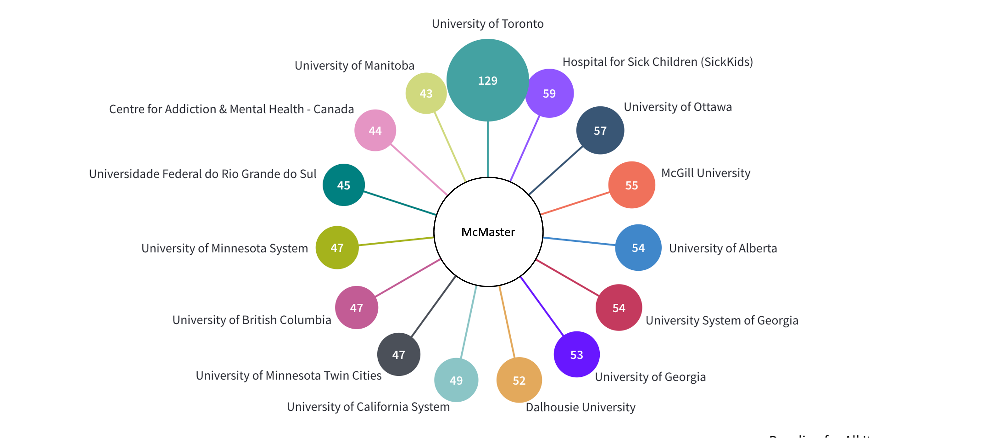 University of Toronto
129
Hospital for Sick Children (SickKids)
59
University of Ottawa
57
McGill University
55
University of Alberta
54
University System of Georgia
54
University of Georgia
53
Dalhousie University
52
University of California System
49
University of Minnesota Twin Cities
47
University of British Columbia
47
University of Minnesota System
47
Universidade Federal do Rio Grande do Sul
45
Centre for Addiction & Mental Health - Canada
44
University of Manitoba
43
McMaster